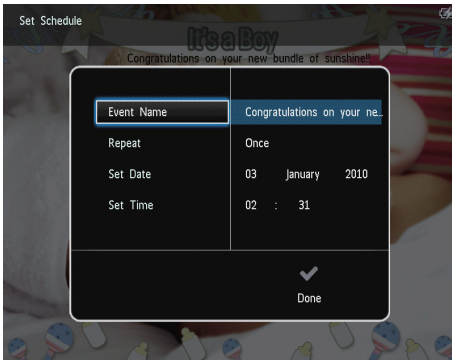 Set Schedule
It's a Boy
Congratulations on your new bundle of sunshine!!
Event Name Congratulations on your ne...
Repeat Once
Set Date 03 January 2010
Set Time 02 : 31
Done